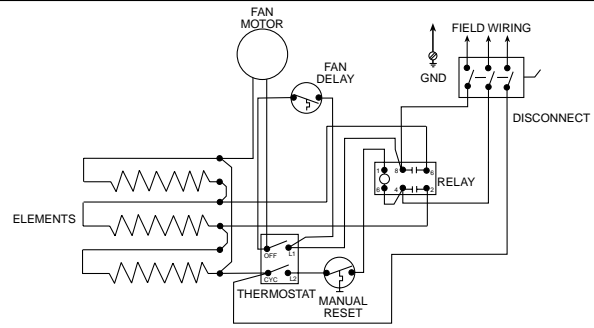 FAN
MOTOR
FIELD WIRING
FAN
DELAY
GND
DISCONNECT
1 8 6
RELAY
6 4 2
ELEMENTS
OFF L1
CYC L2
THERMOSTAT
MANUAL
RESET